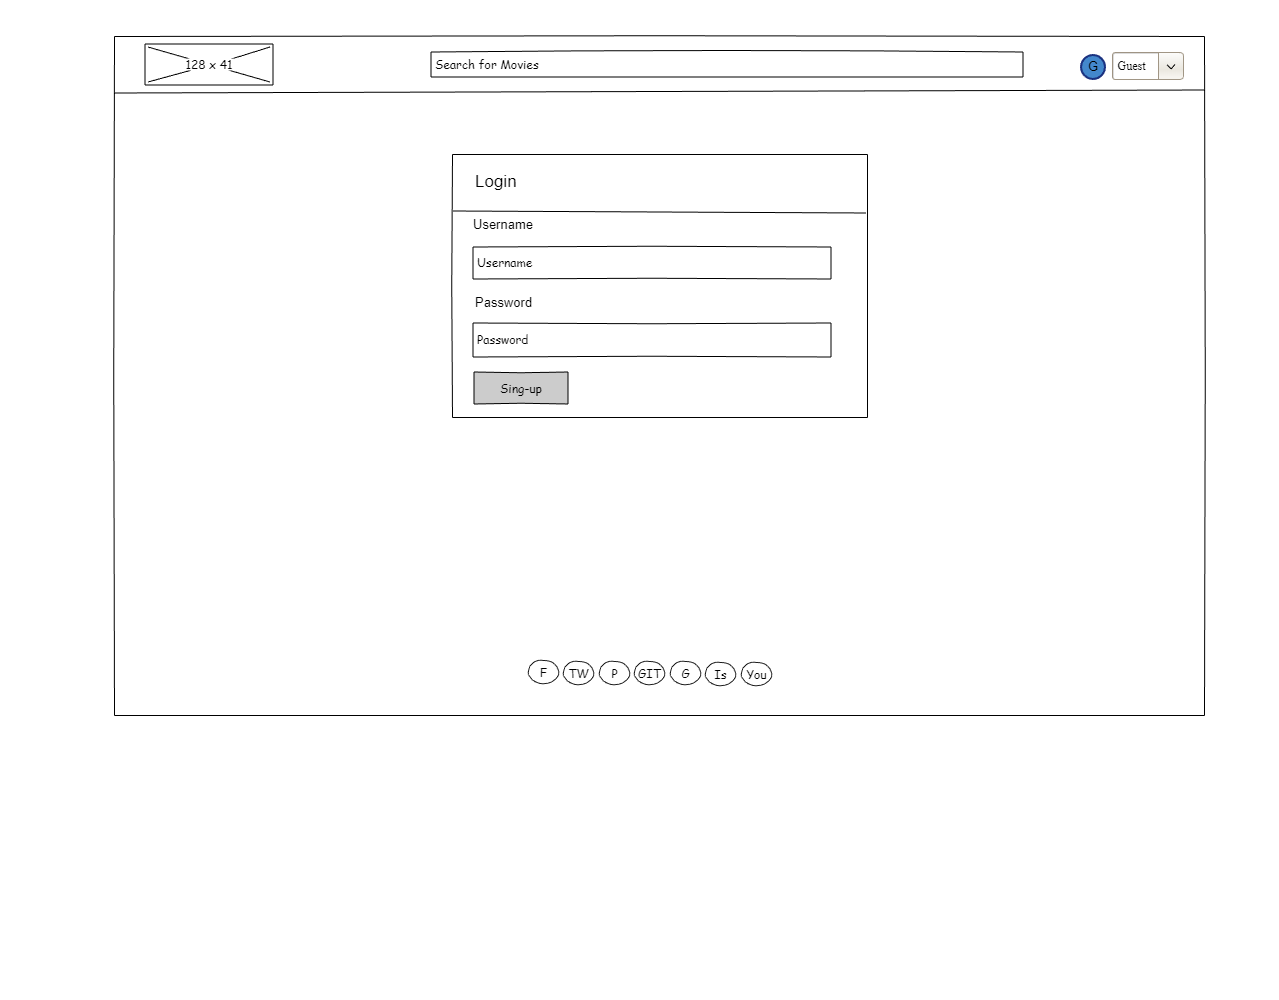 128 x 41
Search for Movies
G
Guest
Login
Username
Username
Password
Password
Sing-up
F TW P GIT G Is You